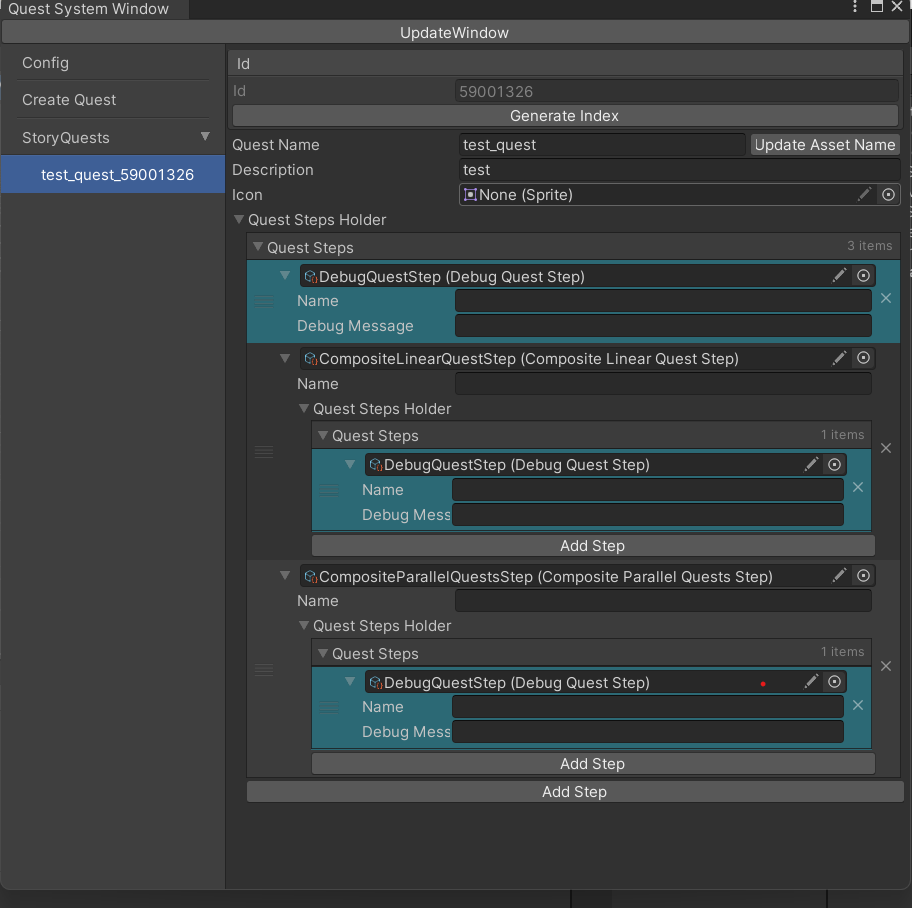 Quest System Window
UpdateWindow
Config
Create Quest
StoryQuests
test_quest_59001326
Id
Id 59001326
Generate Index
Quest Name test_quest Update Asset Name
Description test
Icon None (Sprite)
Quest Steps Holder
Quest Steps 3 items
DebugQuestStep (Debug Quest Step)
Name
Debug Message
CompositeLinearQuestStep (Composite Linear Quest Step)
Name
Quest Steps Holder
Quest Steps 1 items
DebugQuestStep (Debug Quest Step)
Name
Debug Mess
Add Step
CompositeParallelQuestsStep (Composite Parallel Quests Step)
Name
Quest Steps Holder
Quest Steps 1 items
DebugQuestStep (Debug Quest Step)
Name
Debug Mess
Add Step
Add Step